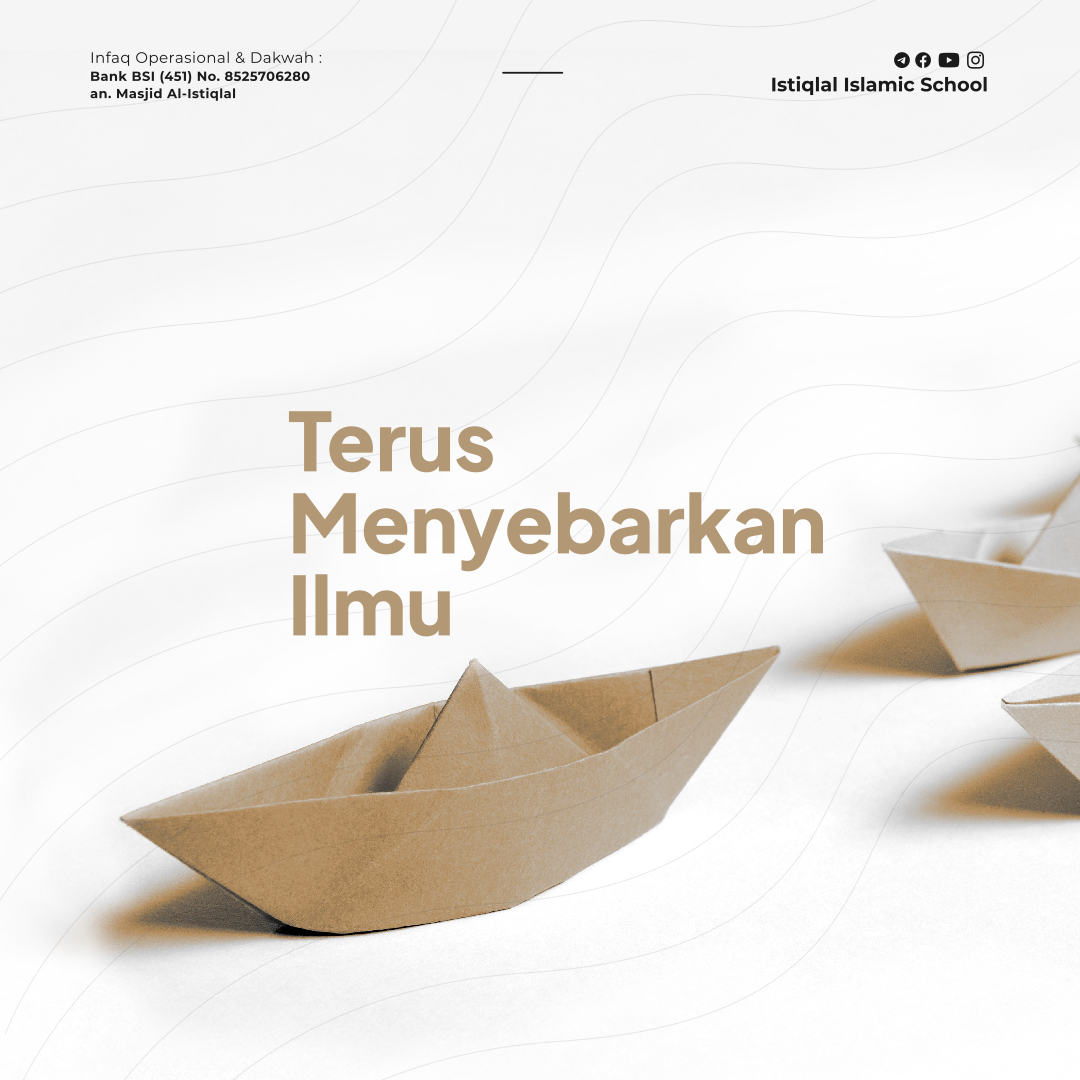 Infaq Operasional & Dakwah :
Bank BSI (451) No. 8525706280
an. Masjid Al-Istiqlal
Istiqlal Islamic School
Terus
Menyebarkan
Ilmu